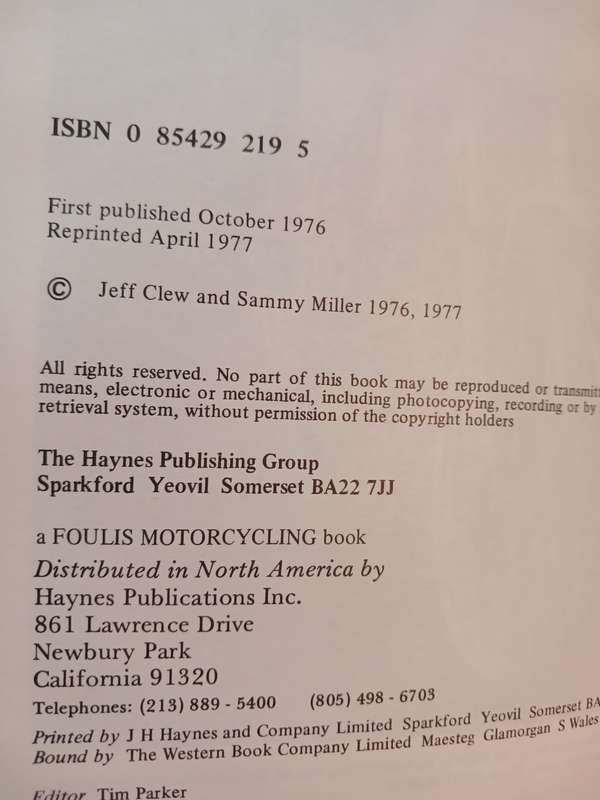 ISBN 0 85429 219 5
First published October 1976
Reprinted April 1977
© Jeff Clew and Sammy Miller 1976, 1977
All rights reserved. No part of this book may be reproduced or transmit
means, electronic or mechanical, including photocopying, recording or by
retrieval system, without permission of the copyright holders
The Haynes Publishing Group
Sparkford Yeovil Somerset BA22 7JJ
a FOULIS MOTORCYCLING book
Distributed in North America by
Haynes Publications Inc.
861 Lawrence Drive
Newbury Park
California 91320
Telephones: (213) 889 - 5400 (805) 498 - 6703
Printed by J H Haynes and Company Limited Sparkford Yeovil Somerset BA
Bound by The Western Book Company Limited Maesteg Glamorgan S Wales
Editor Tim Parker